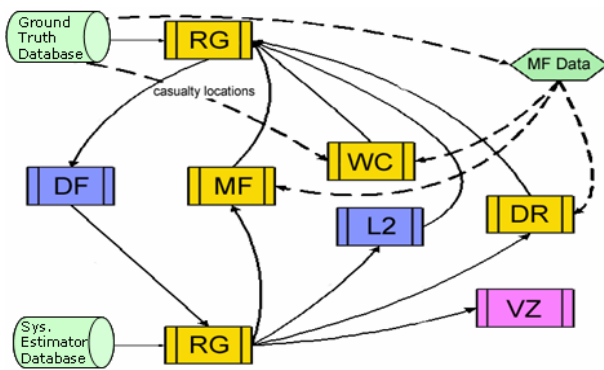 Ground
Truth
Database
RG
MF Data
casualty locations
WC
DF
MF
L2
DR
VZ
Sys.
Estimator
Database
RG